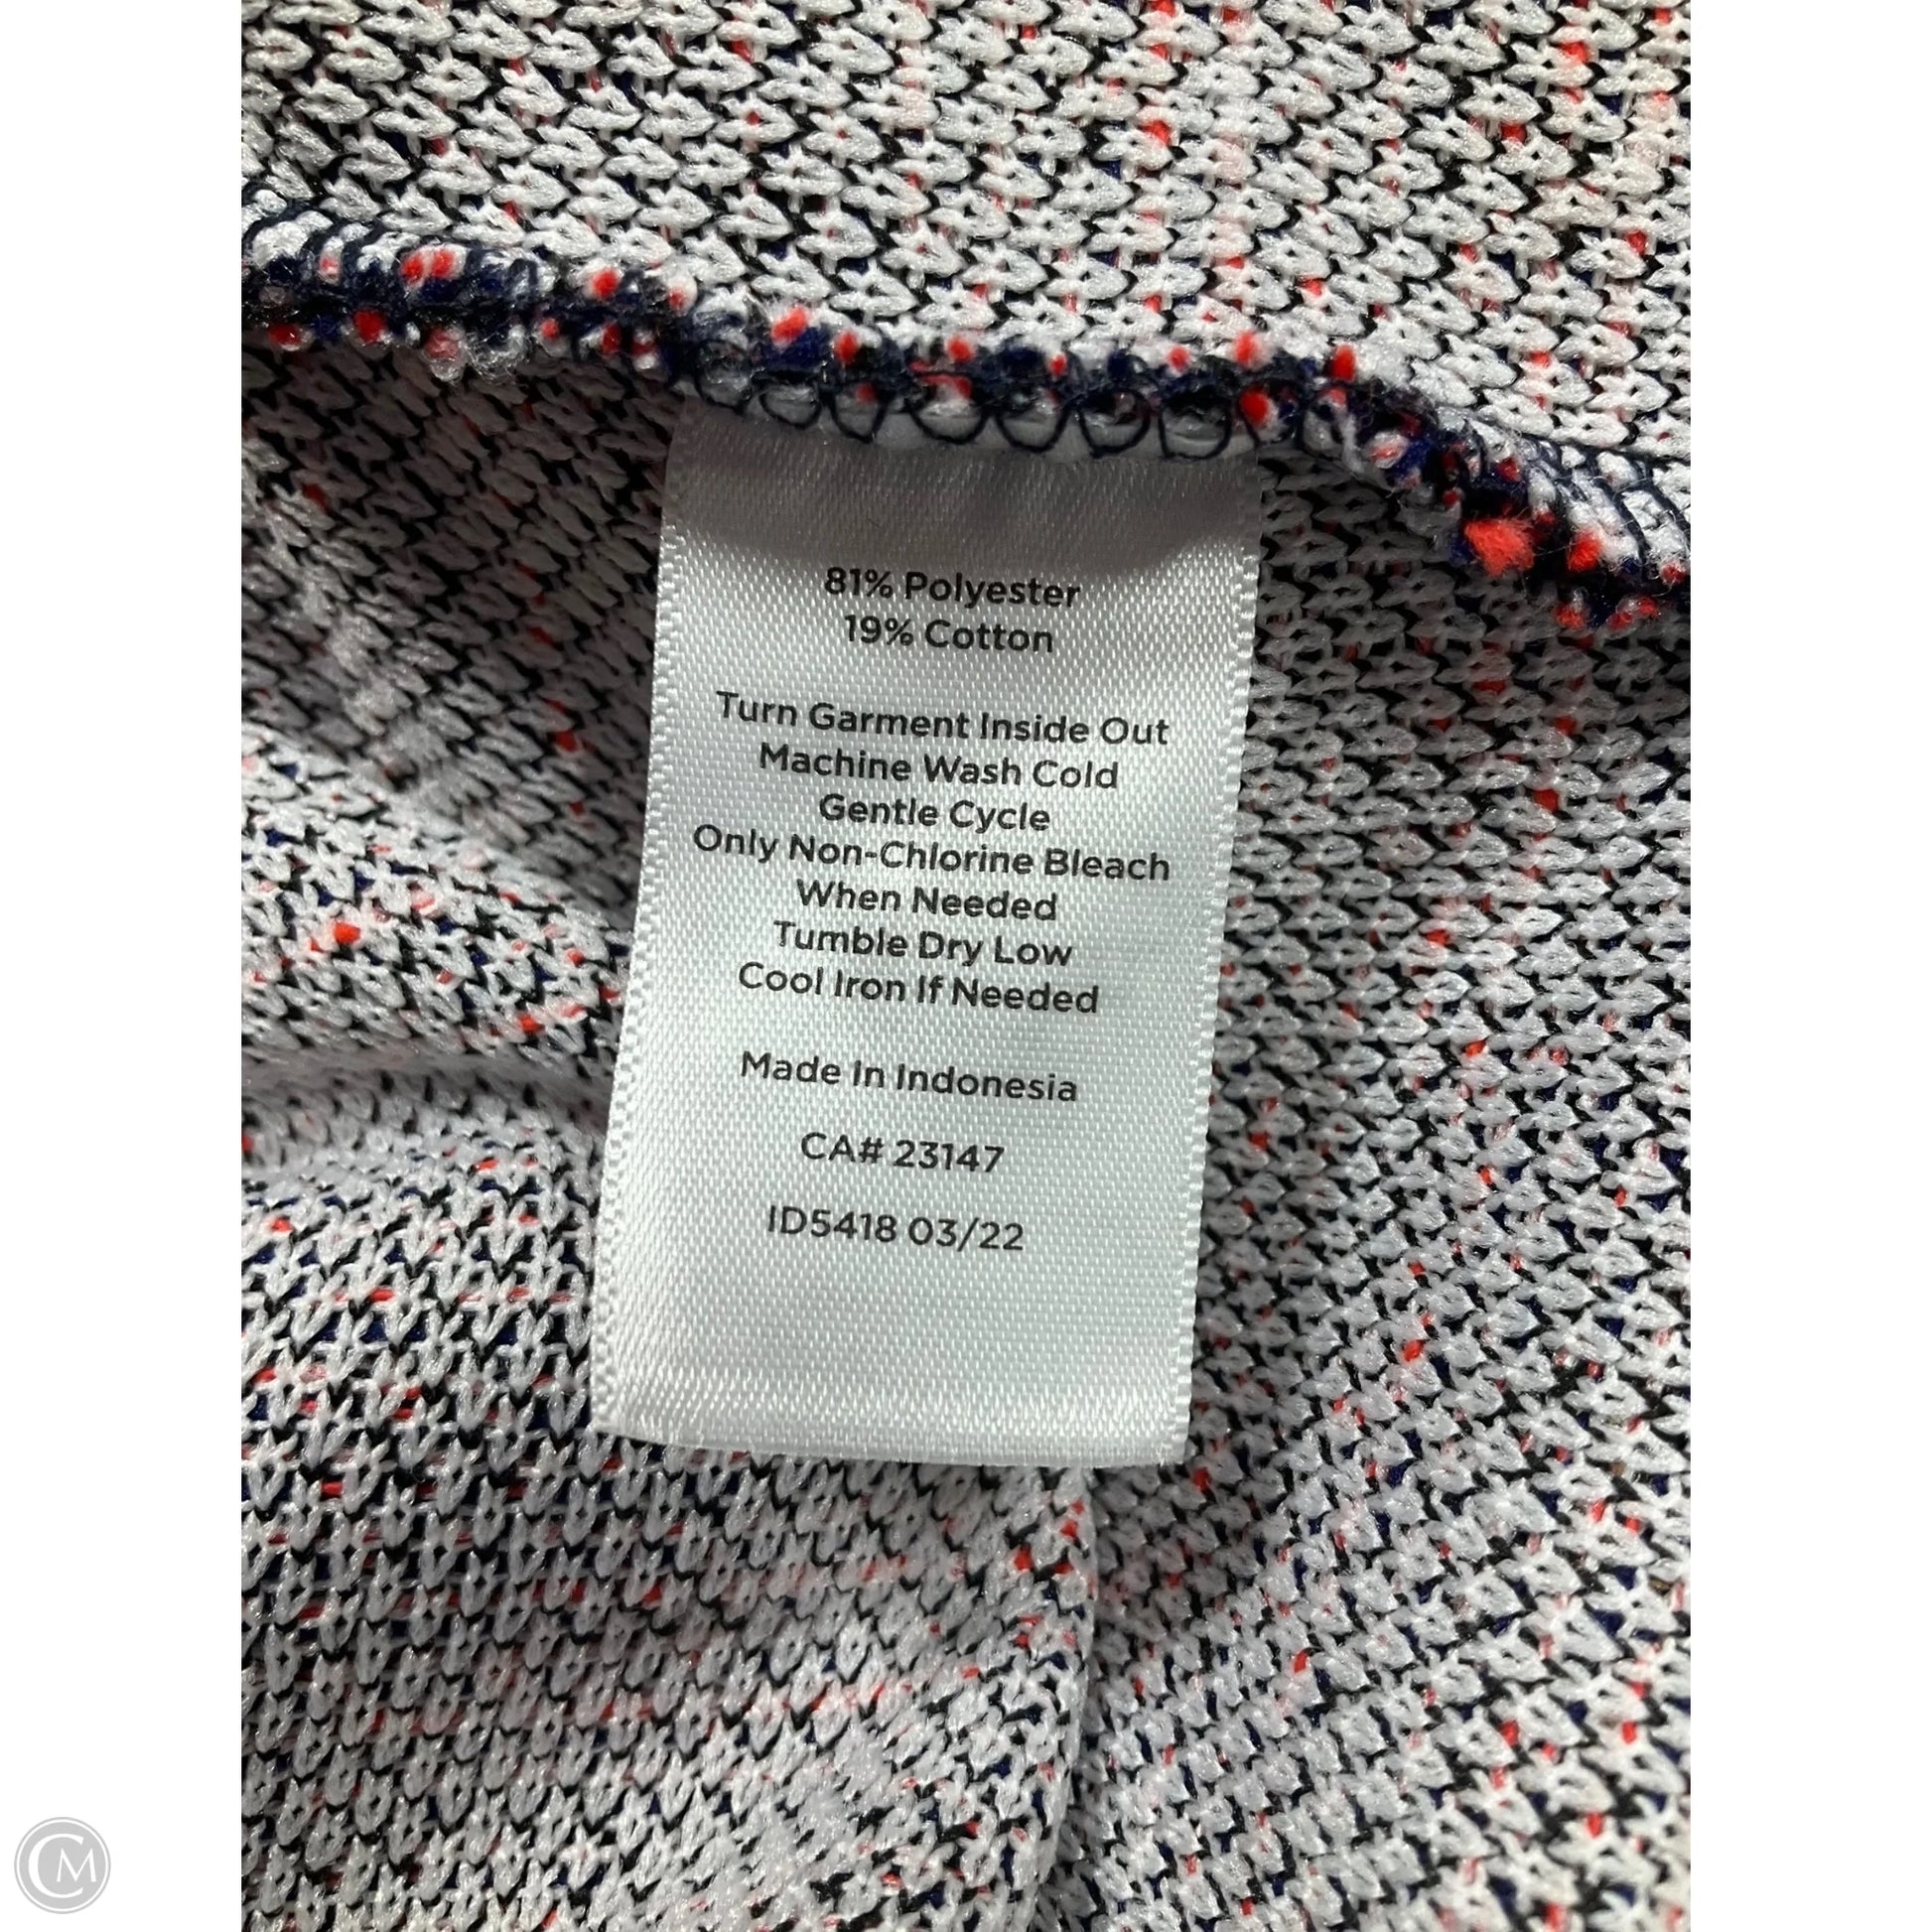 81% Polyester
19% Cotton
Turn Garment Inside Out
Machine Wash Cold
Gentle Cycle
Only Non-Chlorine Bleach
When Needed
Tumble Dry Low
Cool Iron If Needed
Made In Indonesia
CA# 23147
ID5418 03/22
CM